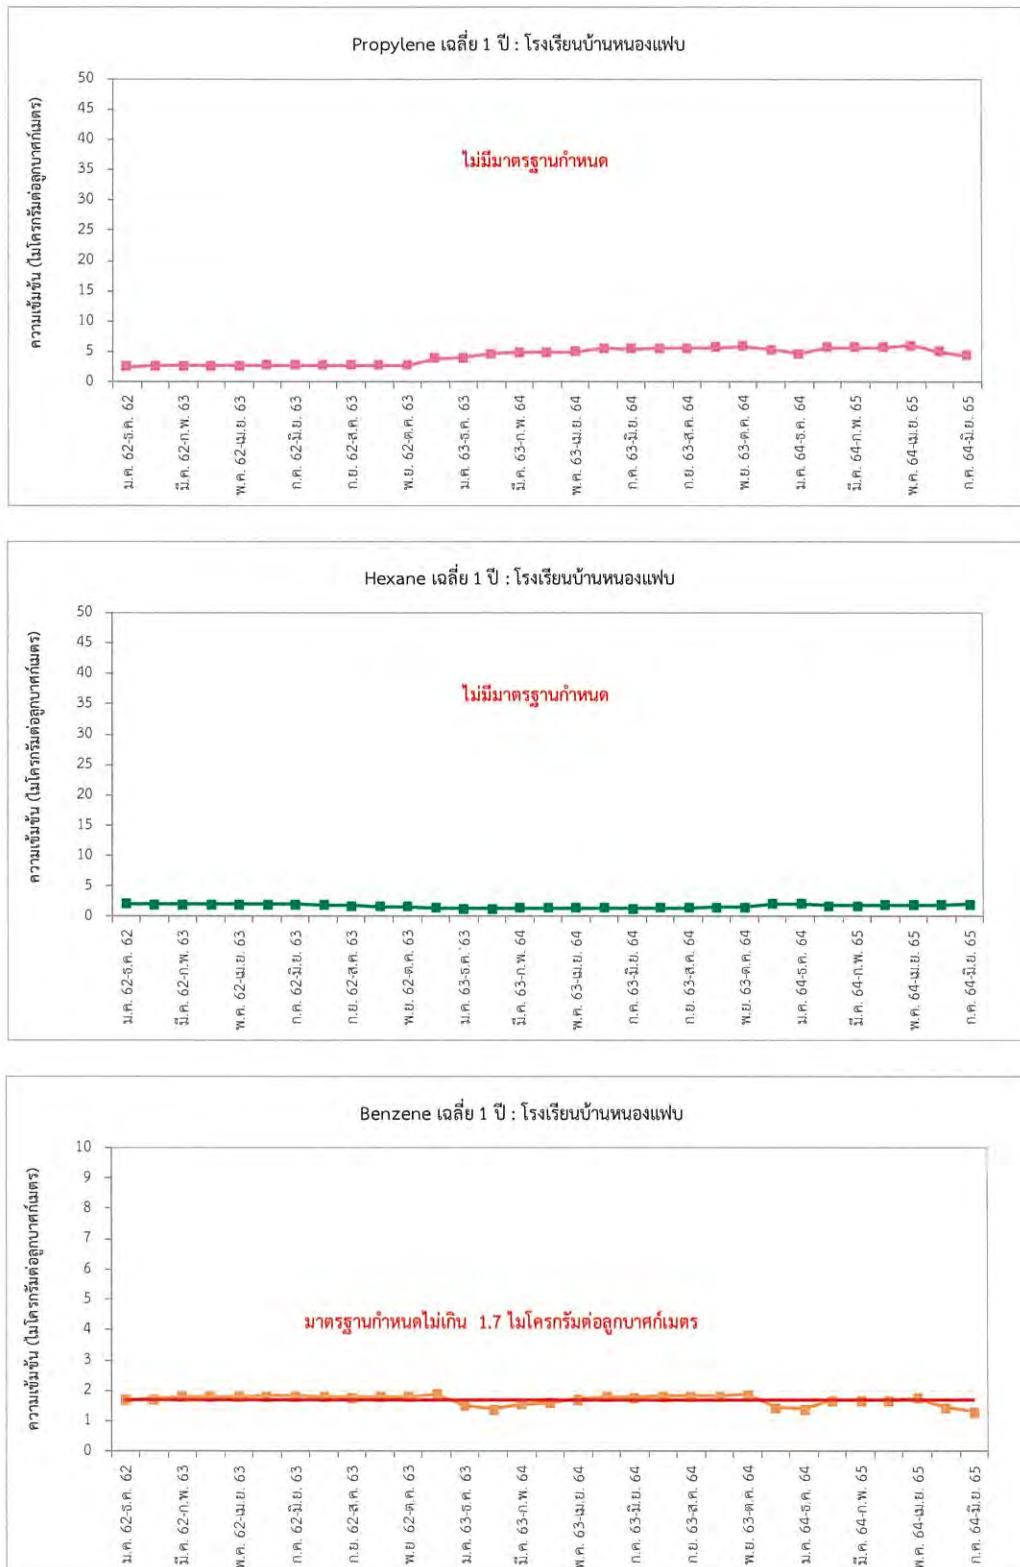 Propylene เฉลี่ย 1 ปี : โรงเรียนบ้านหนองแฟบ
ความเข้มข้น (ไมโครกรัมต่อลูกบาศก์เมตร)
50
45
40
35
30
25
20
15
10
5
0
ไม่มีมาตรฐานกำหนด
ม.ค. 62-ธ.ค. 62
มี.ค. 62-ก.พ. 63
พ.ค. 62-เม.ย. 63
ก.ค. 62-มิ.ย. 63
ก.ย. 62-ส.ค. 63
พ.ย. 62-ต.ค. 63
ม.ค. 63-ธ.ค. 63
มี.ค. 63-ก.พ. 64
พ.ค. 63-เม.ย. 64
ก.ค. 63-มิ.ย. 64
ก.ย. 63-ส.ค. 64
พ.ย. 63-ต.ค. 64
ม.ค. 64-ธ.ค. 64
มี.ค. 64-ก.พ. 65
พ.ค. 64-เม.ย. 65
ก.ค. 64-มิ.ย. 65
Hexane เฉลี่ย 1 ปี : โรงเรียนบ้านหนองแฟบ
ความเข้มข้น (ไมโครกรัมต่อลูกบาศก์เมตร)
50
45
40
35
30
25
20
15
10
5
0
ไม่มีมาตรฐานกำหนด
ม.ค. 62-ธ.ค. 62
มี.ค. 62-ก.พ. 63
พ.ค. 62-เม.ย. 63
ก.ค. 62-มิ.ย. 63
ก.ย. 62-ส.ค. 63
พ.ย. 62-ต.ค. 63
ม.ค. 63-ธ.ค. 63
มี.ค. 63-ก.พ. 64
พ.ค. 63-เม.ย. 64
ก.ค. 63-มิ.ย. 64
ก.ย. 63-ส.ค. 64
พ.ย. 63-ต.ค. 64
ม.ค. 64-ธ.ค. 64
มี.ค. 64-ก.พ. 65
พ.ค. 64-เม.ย. 65
ก.ค. 64-มิ.ย. 65
Benzene เฉลี่ย 1 ปี : โรงเรียนบ้านหนองแฟบ
ความเข้มข้น (ไมโครกรัมต่อลูกบาศก์เมตร)
10
9
8
7
6
5
4
3
2
1
0
มาตรฐานกำหนดไม่เกิน 1.7 ไมโครกรัมต่อลูกบาศก์เมตร
ม.ค. 62-ธ.ค. 62
มี.ค. 62-ก.พ. 63
พ.ค. 62-เม.ย. 63
ก.ค. 62-มิ.ย. 63
ก.ย. 62-ส.ค. 63
พ.ย 62-ต.ค. 63
ม.ค. 63-ธ.ค. 63
มี.ค. 63-ก.พ. 64
พ.ค. 63-เม.ย. 64
ก.ค. 63-มิ.ย. 64
ก.ย. 63-ส.ค. 64
พ.ย. 63-ต.ค. 64
ม.ค. 64-ธ.ค. 64
มี.ค. 64-ก.พ. 65
พ.ค. 64-เม.ย. 65
ก.ค. 64-มิ.ย. 65